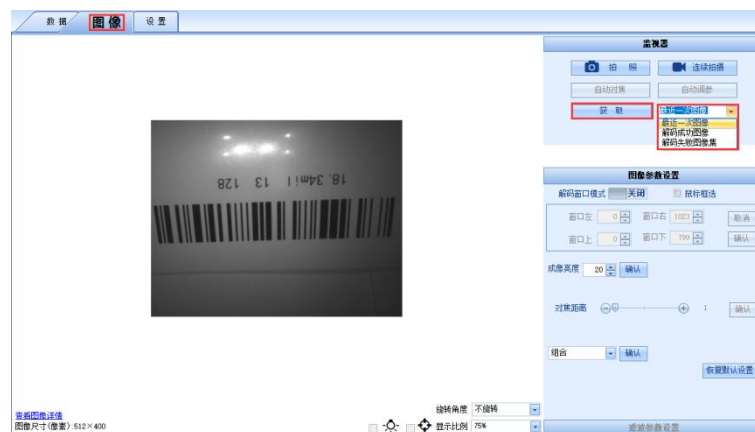 数据 图像 设置
监视器
拍 照 连续拍摄
自动对焦 自动调参
获 取 最近一次图像
最近一次图像
解码成功图像
解码失败图像集
18.34mil 13 128
图像参数设置
解码窗口模式 关闭 鼠标框选
窗口左 0 窗口右 1023 取消
窗口上 0 窗口下 799 确认
成像亮度 20 确认
对焦距离 1 确认
组合 确认
恢复默认设置
查看图像详情
图像尺寸(像素):512×400
旋转角度 不旋转
显示比例 75%
滤波参数设置